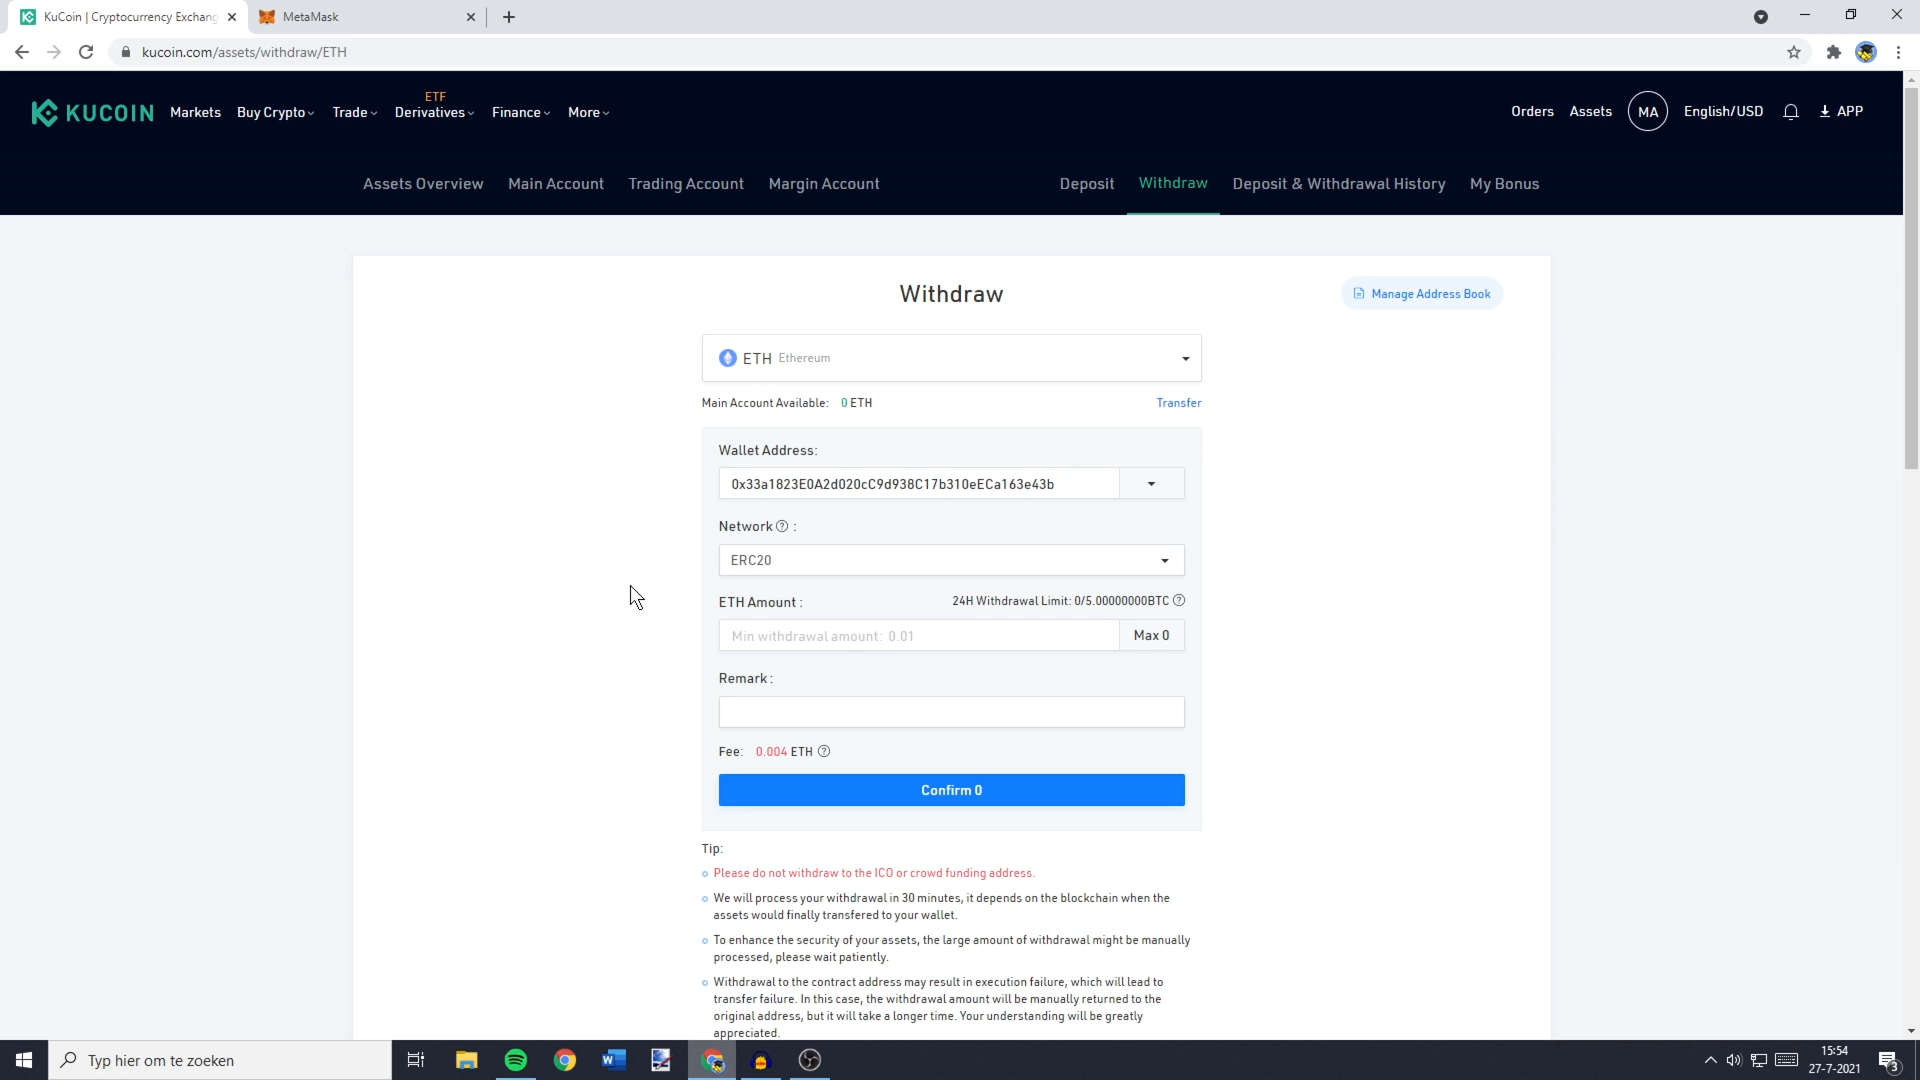 KuCoin | Cryptocurrency Exchang
MetaMask
kucoin.com/assets/withdraw/ETH
KUCOIN
Markets
Buy Crypto
Trade
ETF
Derivatives
Finance
More
Orders
Assets
MA
English/USD
APP
Assets Overview
Main Account
Trading Account
Margin Account
Deposit
Withdraw
Deposit & Withdrawal History
My Bonus
Withdraw
Manage Address Book
ETH Ethereum
Main Account Available: 0 ETH
Transfer
Wallet Address:
0x33a1823E0A2d020cC9d938C17b310eECa163e43b
Network ? :
ERC20
ETH Amount :
24H Withdrawal Limit: 0/5.00000000BTC ?
Min withdrawal amount: 0.01
Max 0
Remark :
Fee: 0.004 ETH ?
Confirm 0
Tip:
Please do not withdraw to the ICO or crowd funding address.
We will process your withdrawal in 30 minutes, it depends on the blockchain when the
assets would finally transfered to your wallet.
To enhance the security of your assets, the large amount of withdrawal might be manually
processed, please wait patiently.
Withdrawal to the contract address may result in execution failure, which will lead to
transfer failure. In this case, the withdrawal amount will be manually returned to the
original address, but it will take a longer time. Your understanding will be greatly
appreciated.
Typ hier om te zoeken
15:54
27-7-2021
3